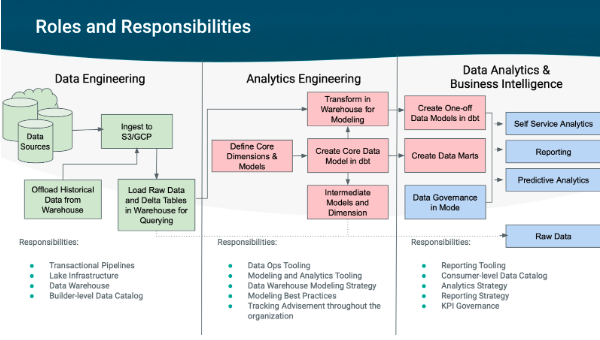 Roles and Responsibilities
Data Engineering
Data
Sources
Ingest to
S3/GCP
Offload Historical
Data from
Warehouse
Load Raw Data
and Delta Tables
in Warehouse for
Querying
Responsibilities:
Transactional Pipelines
Lake Infrastructure
Data Warehouse
Builder-level Data Catalog
Analytics Engineering
Transform in
Warehouse for
Modeling
Define Core
Dimensions &
Models
Create Core Data
Model in dbt
Intermediate
Models and
Dimension
Responsibilities:
Data Ops Tooling
Modeling and Analytics Tooling
Data Warehouse Modeling Strategy
Modeling Best Practices
Tracking Advisement throughout the
organization
Data Analytics &
Business Intelligence
Create One-off
Data Models in dbt
Create Data Marts
Data Governance
in Mode
Self Service Analytics
Reporting
Predictive Analytics
Raw Data
Responsibilities:
Reporting Tooling
Consumer-level Data Catalog
Analytics Strategy
Reporting Strategy
KPI Governance